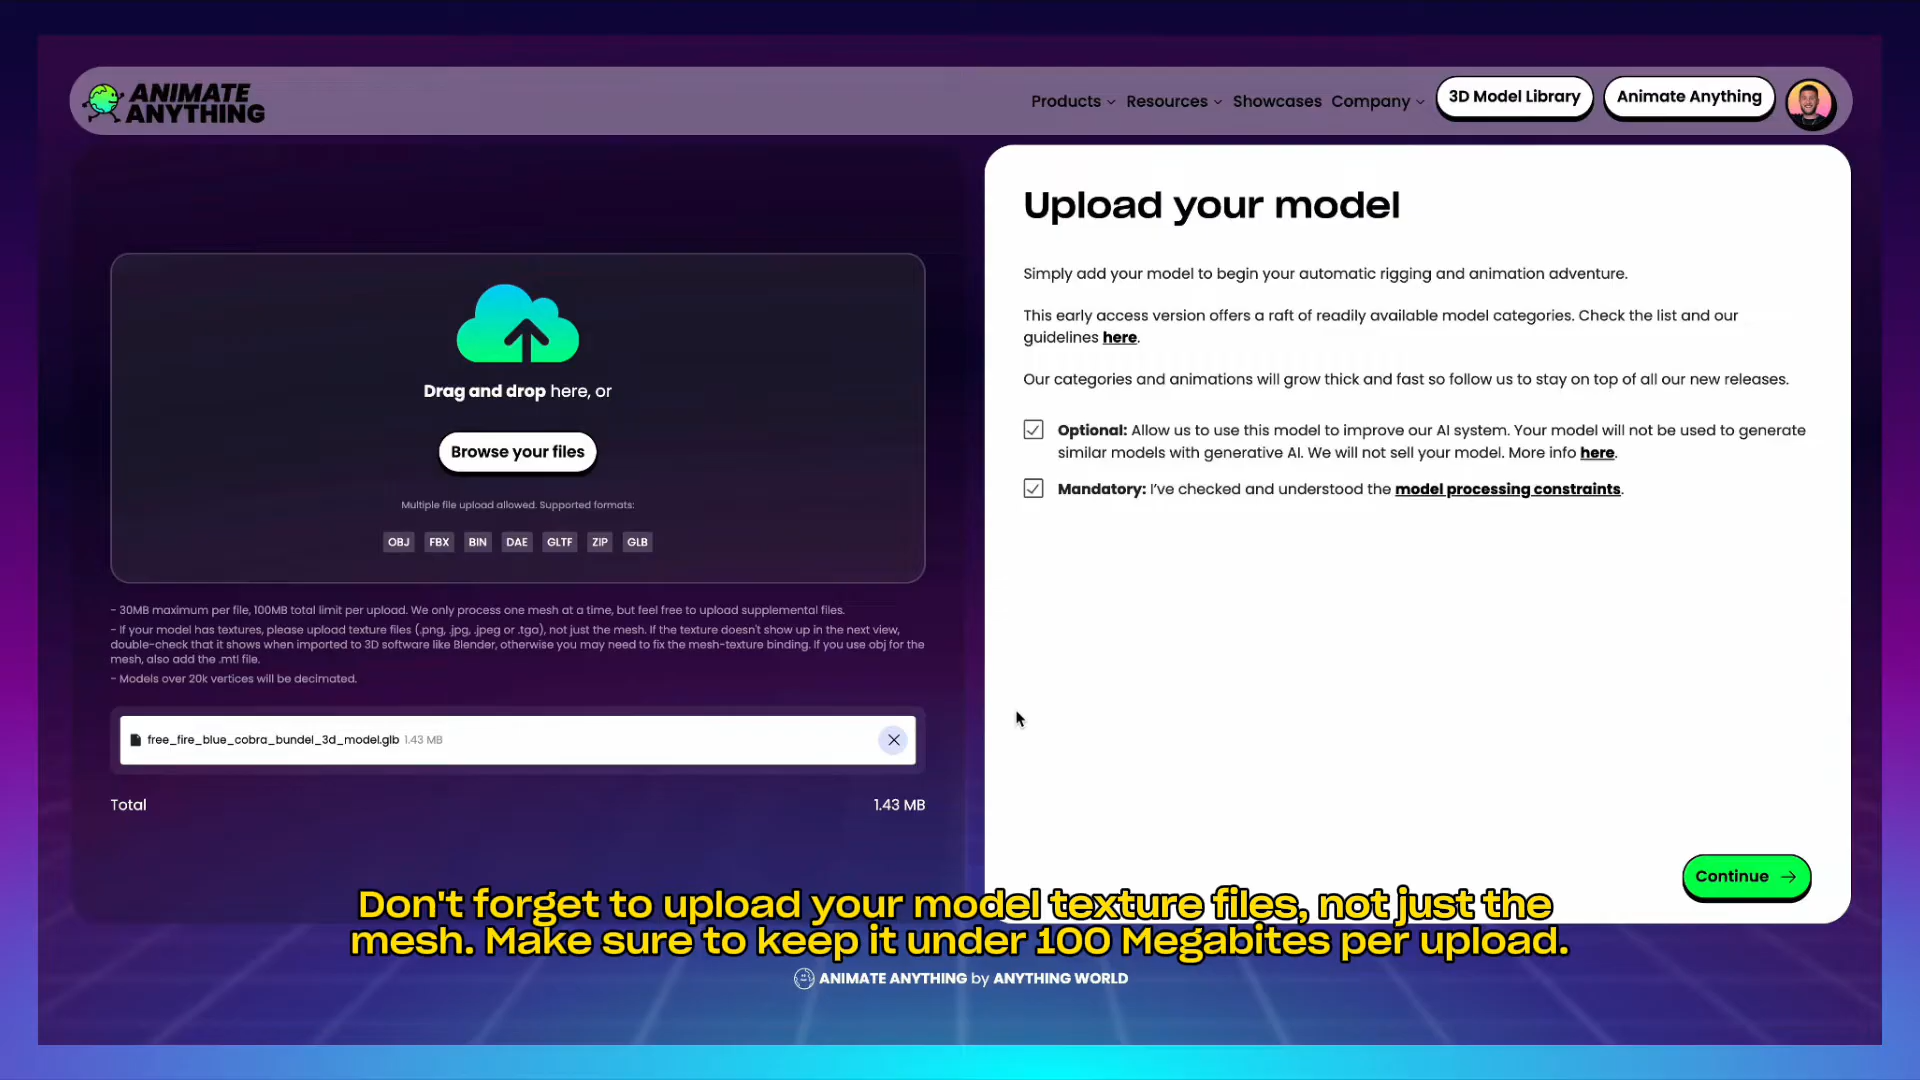 ANIMATE
ANYTHING
Products
Resources
Showcases
Company
3D Model Library
Animate Anything
Drag and drop here, or
Browse your files
Multiple file upload allowed. Supported formats:
OBJ FBX BIN DAE GLTF ZIP GLB
- 30MB maximum per file, 100MB total limit per upload. We only process one mesh at a time, but feel free to upload supplemental files.
- If your model has textures, please upload texture files (.png, .jpg, .jpeg or .tga), not just the mesh. If the texture doesn't show up in the next view,
double-check that it shows when imported to 3D software like Blender, otherwise you may need to fix the mesh-texture binding. If you use obj for the
mesh, also add the .mtl file.
- Models over 20k vertices will be decimated.
free_fire_blue_cobra_bundel_3d_model.glb 1.43 MB
Total 1.43 MB
Upload your model
Simply add your model to begin your automatic rigging and animation adventure.
This early access version offers a raft of readily available model categories. Check the list and our
guidelines here.
Our categories and animations will grow thick and fast so follow us to stay on top of all our new releases.
Optional: Allow us to use this model to improve our AI system. Your model will not be used to generate
similar models with generative AI. We will not sell your model. More info here.
Mandatory: I've checked and understood the model processing constraints.
Continue
Don't forget to upload your model texture files, not just the
mesh. Make sure to keep it under 100 Megabites per upload.
ANIMATE ANYTHING by ANYTHING WORLD